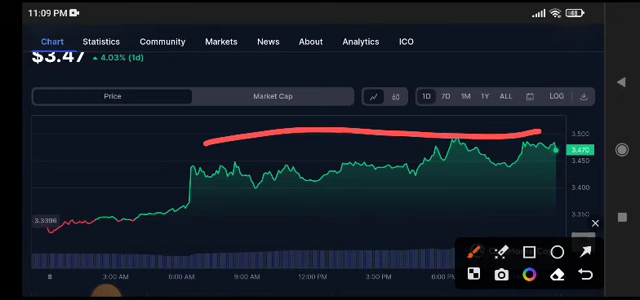 11:09 PM
Chart Statistics Community Markets News About Analytics ICO
$3.47 4.03% (1d)
Price Market Cap 1D 7D 1M 1Y ALL LOG
3.500
3.470
3.450
3.400
3.350
3.3396
8 3:00 AM 6:00 AM 9:00 AM 12:00 PM 3:00 PM 6:00 P